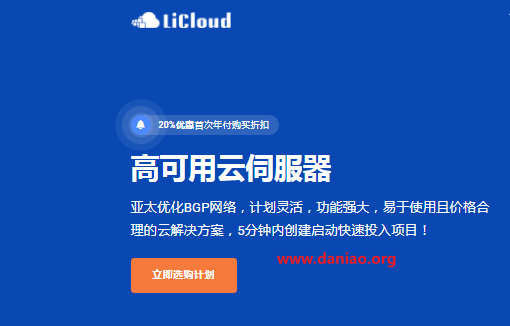 LiCloud
20%优惠首次年付购买折扣
高可用云伺服器
亚太优化BGP网络，计划灵活，功能强大，易于使用且价格合
理的云解决方案，5分钟内创建启动快速投入项目！
立即选购计划
www.daniao.org